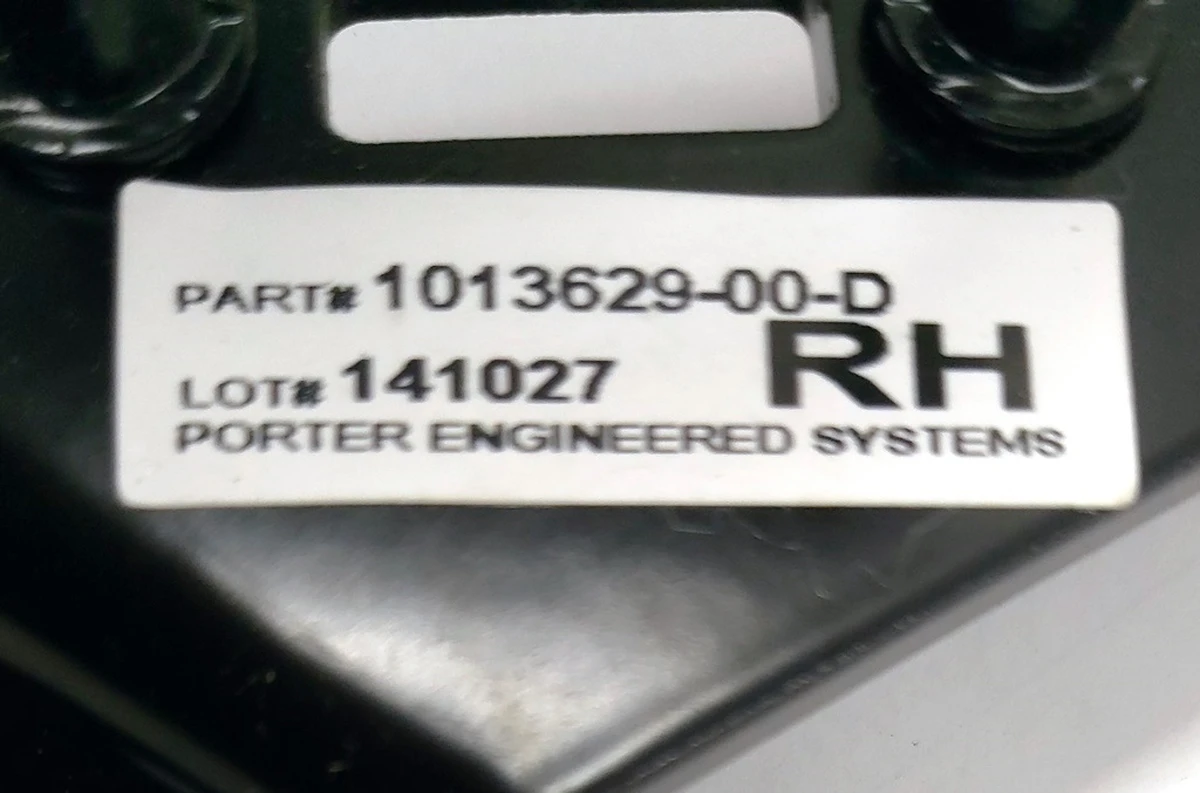 PART# 1013629-00-D
RH
LOT# 141027
PORTER ENGINEERED SYSTEMS